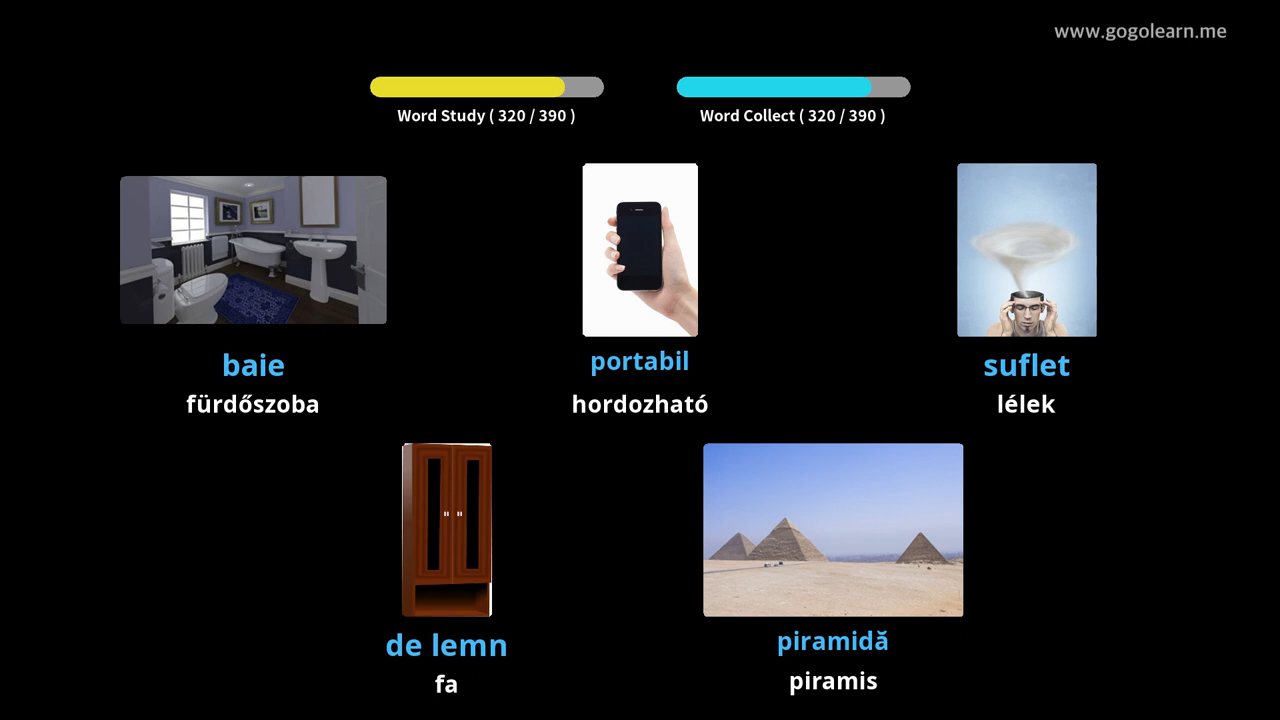 www.gogolearn.me
Word Study ( 320 / 390 )
Word Collect ( 320 / 390 )
baie
fürdőszoba
portabil
hordozható
suflet
lélek
de lemn
fa
piramidă
piramis